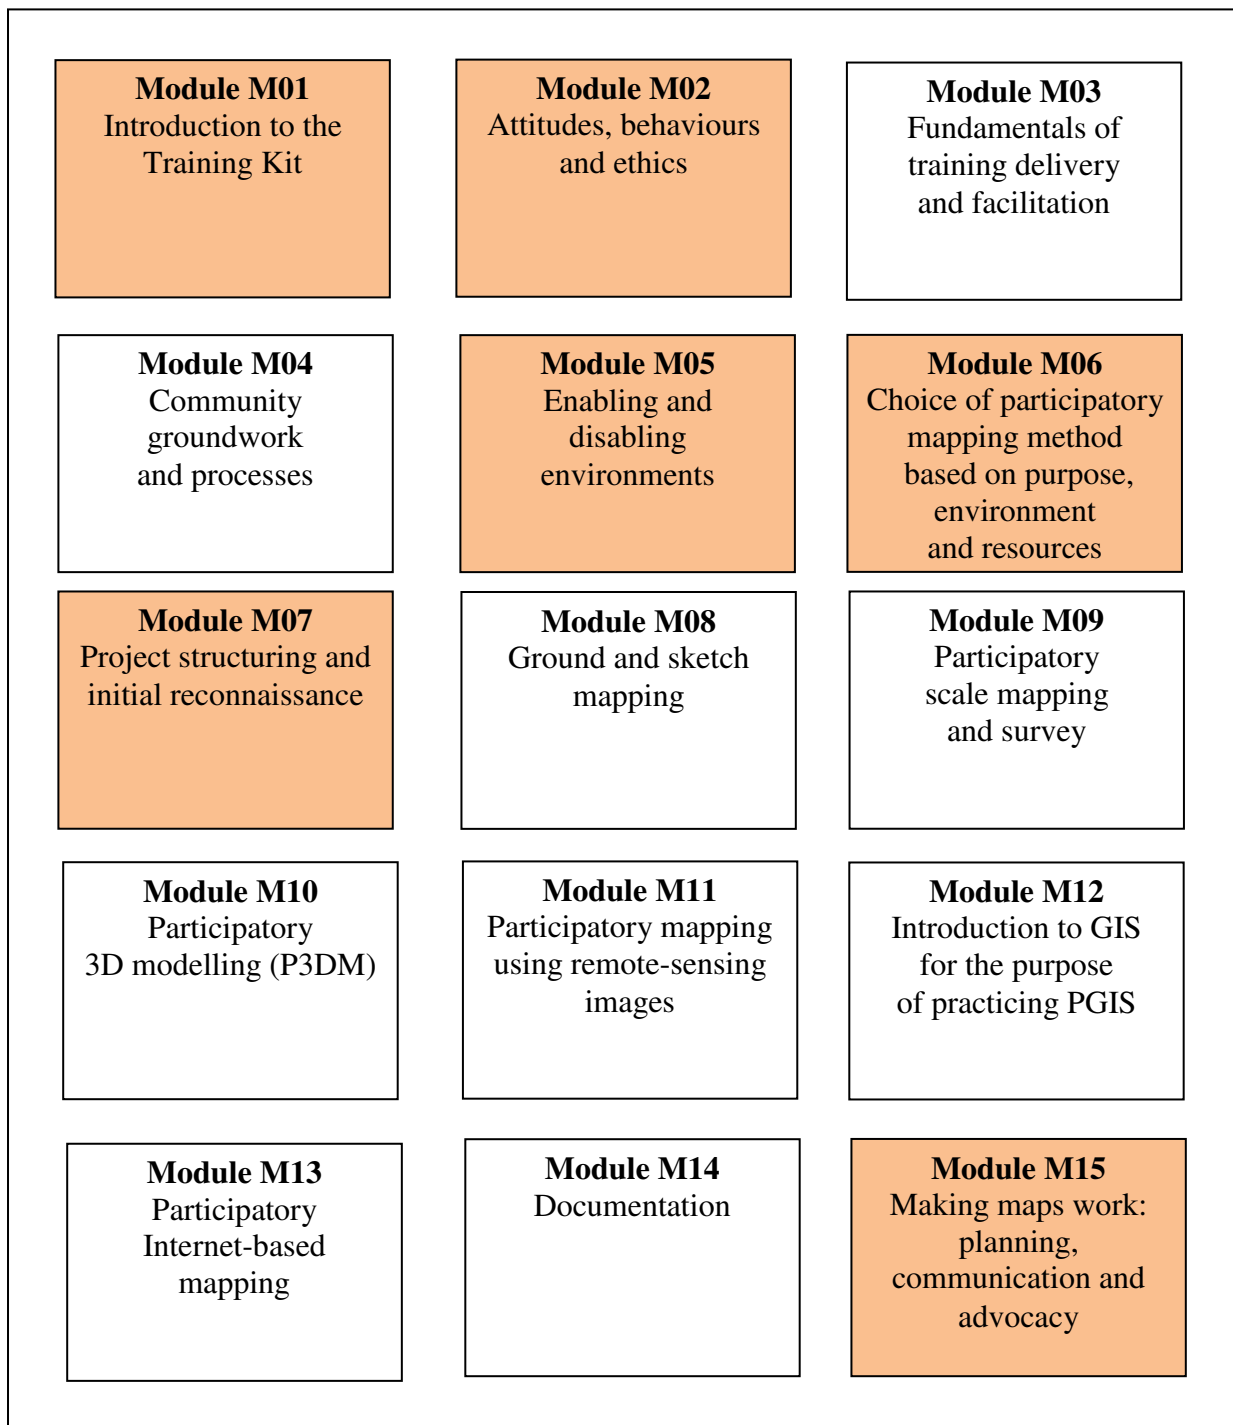 Module M01
Introduction to the
Training Kit
Module M02
Attitudes, behaviours
and ethics
Module M03
Fundamentals of
training delivery
and facilitation
Module M04
Community
groundwork
and processes
Module M05
Enabling and
disabling
environments
Module M06
Choice of participatory
mapping method
based on purpose,
environment
and resources
Module M07
Project structuring and
initial reconnaissance
Module M08
Ground and sketch
mapping
Module M09
Participatory
scale mapping
and survey
Module M10
Participatory
3D modelling (P3DM)
Module M11
Participatory mapping
using remote-sensing
images
Module M12
Introduction to GIS
for the purpose
of practicing PGIS
Module M13
Participatory
Internet-based
mapping
Module M14
Documentation
Module M15
Making maps work:
planning,
communication and
advocacy